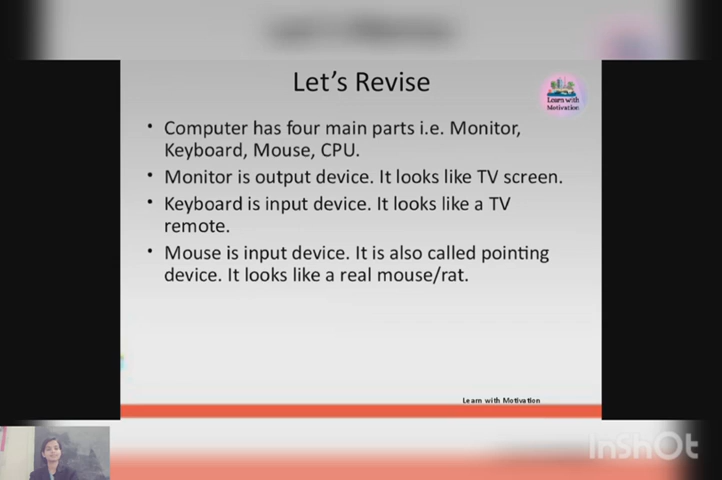 Let's Revise
Learn with
Motivation
• Computer has four main parts i.e. Monitor,
Keyboard, Mouse, CPU.
• Monitor is output device. It looks like TV screen.
• Keyboard is input device. It looks like a TV
remote.
• Mouse is input device. It is also called pointing
device. It looks like a real mouse/rat.
Learn with Motivation
InShOt